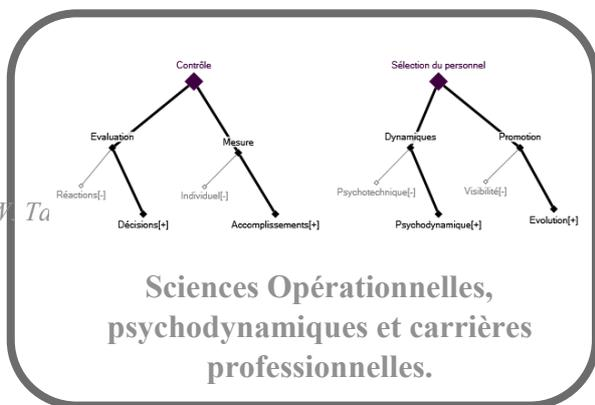 Contrôle
Sélection du personnel
Evaluation
Mesure
Dynamiques
Promotion
Réactions[-]
Individuel[-]
Psychotechnique[-]
Visibilité[-]
Décisions[+]
Accomplissements[+]
Psychodynamique[+]
Evolution[+]
Sciences Opérationnelles,
psychodynamiques et carrières
professionnelles.